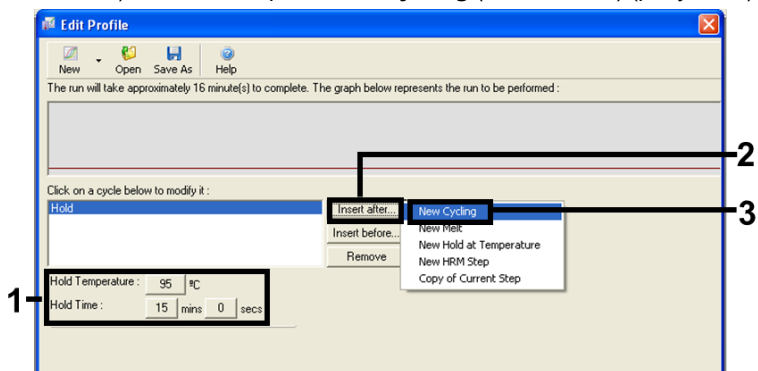 Edit Profile
New Open Save As Help
The run will take approximately 16 minute(s) to complete. The graph below represents the run to be performed :
2
Click on a cycle below to modify it :
Hold
Insert after...
New Cycling
3
Insert before...
New Melt
Remove
New Hold at Temperature
New HRM Step
Copy of Current Step
1
Hold Temperature : 95 ºC
Hold Time : 15 mins 0 secs